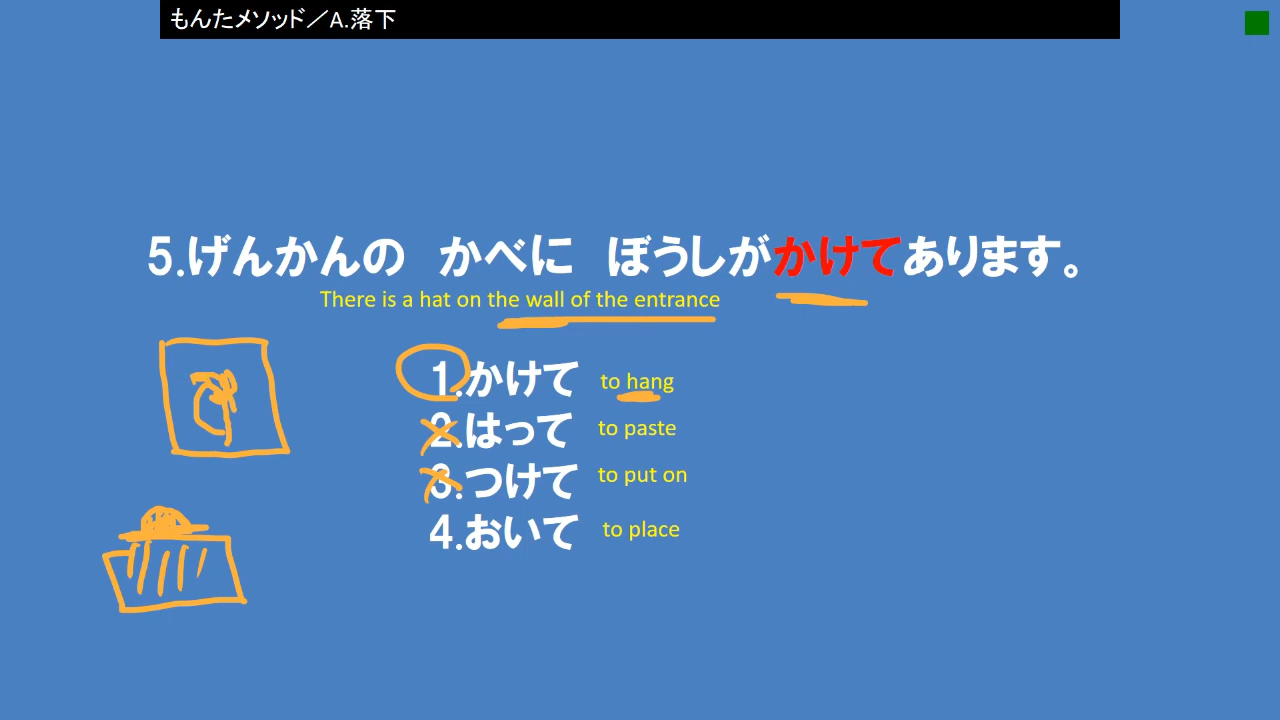 もんたメソッド／A.落下
5.げんかんの　かべに　ぼうしがかけてあります。
There is a hat on the wall of the entrance
1.かけて to hang
2.はって to paste
3.つけて to put on
4.おいて to place